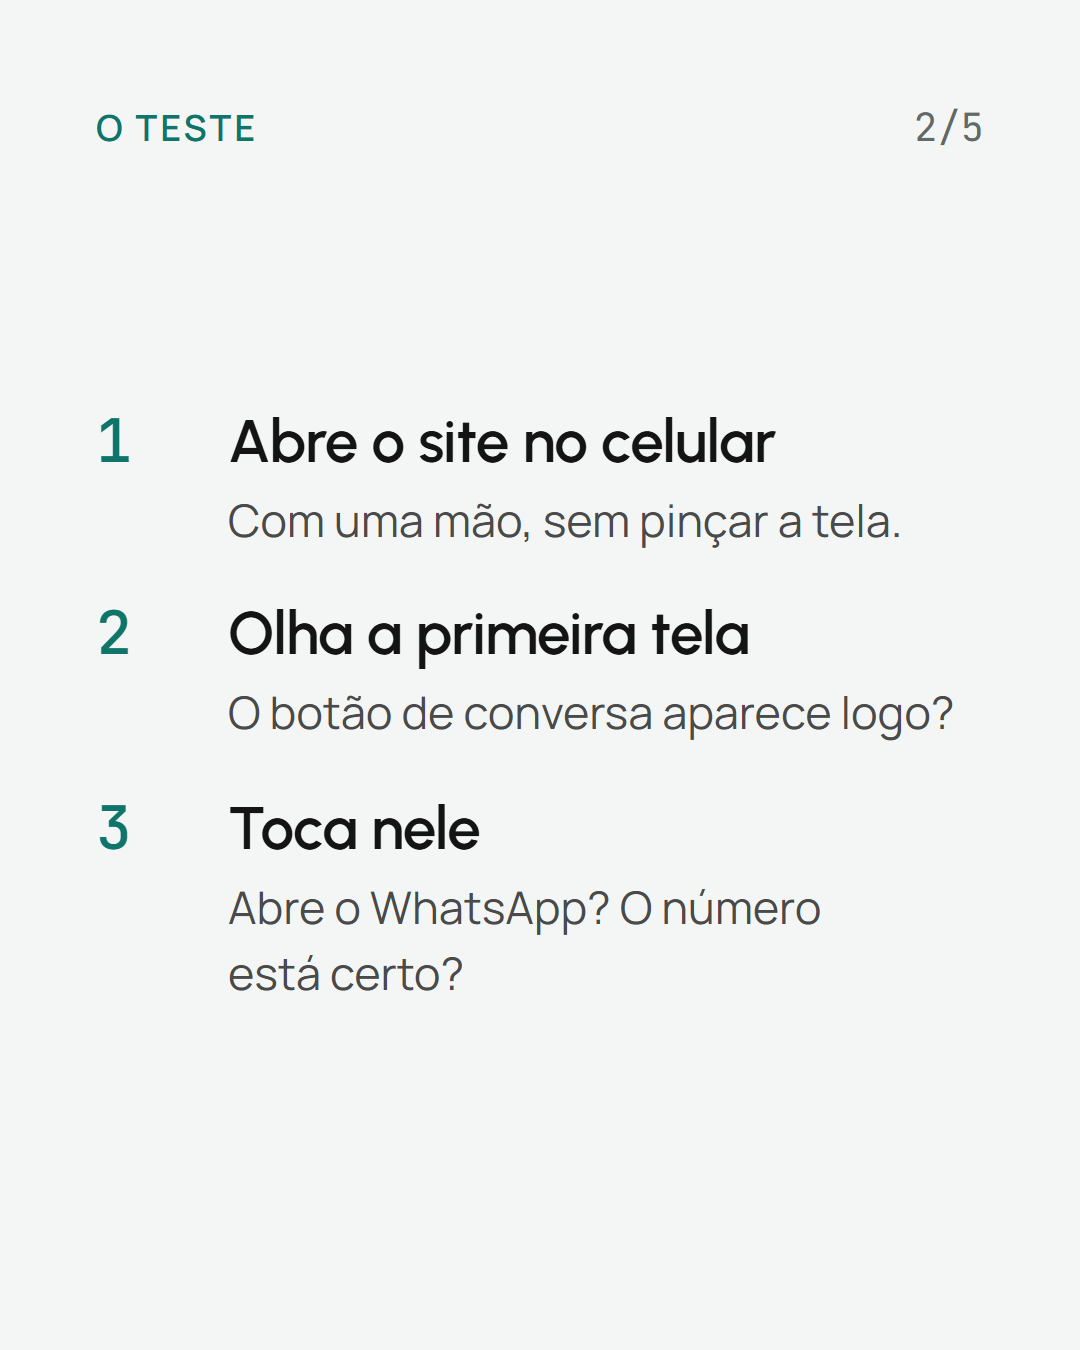 O TESTE
2/5
1
Abre o site no celular
Com uma mão, sem pinçar a tela.
2
Olha a primeira tela
O botão de conversa aparece logo?
3
Toca nele
Abre o WhatsApp? O número
está certo?